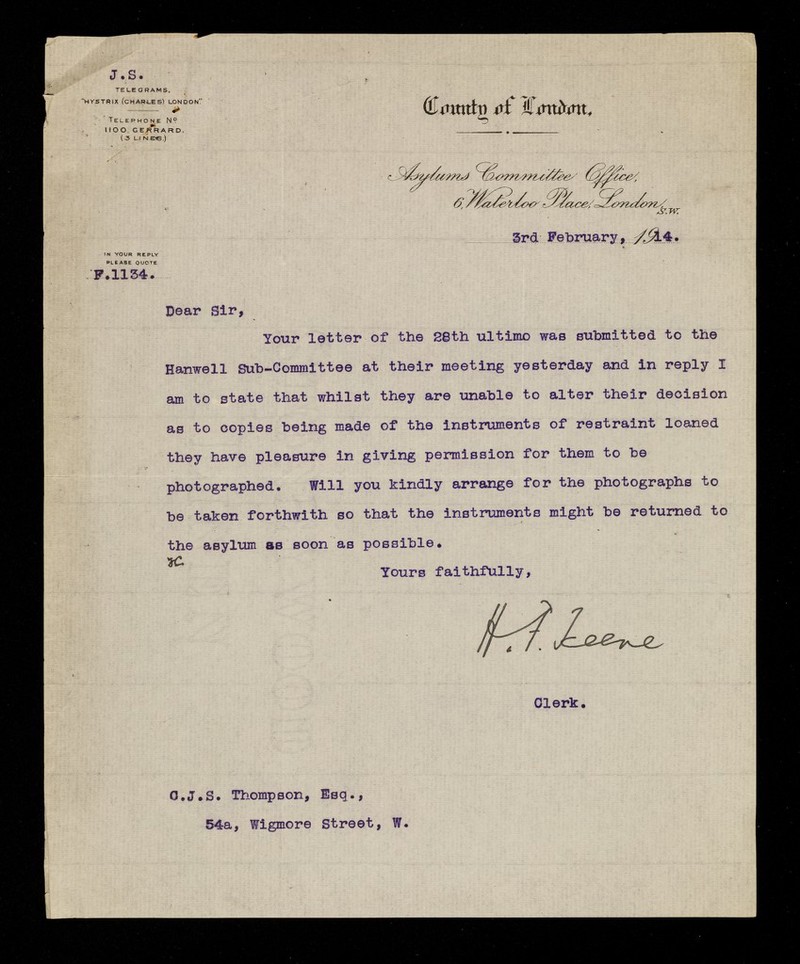 J.S.
TELEGRAMS.
"HYSTRIX (CHARLES) LONDON"
TELEPHONE No
1100, GERRARD.
(3 LINES.)
County of London.
Asylums Committee Office,
6, Waterloo Place, London, S.W.
3rd February, 1914.
IN YOUR REPLY
PLEASE QUOTE
F.1134.
Dear Sir,
Your letter of the 28th ultimo was submitted to the
Hanwell Sub-Committee at their meeting yesterday and in reply I
am to state that whilst they are unable to alter their decision
as to copies being made of the instruments of restraint loaned
they have pleasure in giving permission for them to be
photographed. Will you kindly arrange for the photographs to
be taken forthwith so that the instruments might be returned to
the asylum as soon as possible.
Yours faithfully,
H.F. Keene
Clerk.
C.J.S. Thompson, Esq.,
54a, Wigmore Street, W.